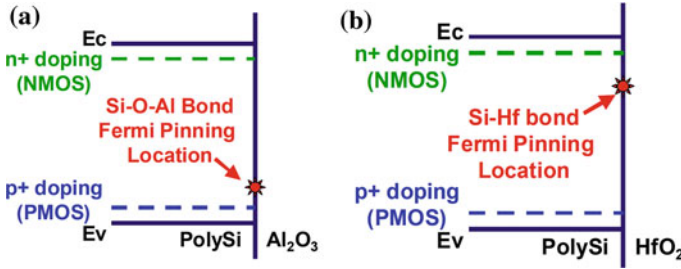 (a)
Ec
n+ doping
(NMOS)
Si-O-Al Bond
Fermi Pinning
Location
p+ doping
(PMOS)
Ev
PolySi
Al₂O₃
(b)
Ec
n+ doping
(NMOS)
Si-Hf bond
Fermi Pinning
Location
p+ doping
(PMOS)
Ev
PolySi
HfO₂